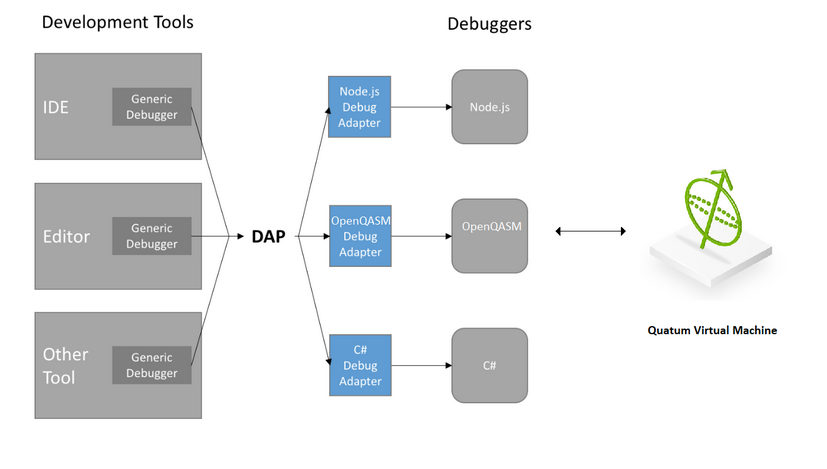 Development Tools
Debuggers
IDE
Generic
Debugger
Editor
Generic
Debugger
Other
Tool
Generic
Debugger
DAP
Node.js
Debug
Adapter
Node.js
OpenQASM
Debug
Adapter
OpenQASM
C#
Debug
Adapter
C#
Quatum Virtual Machine